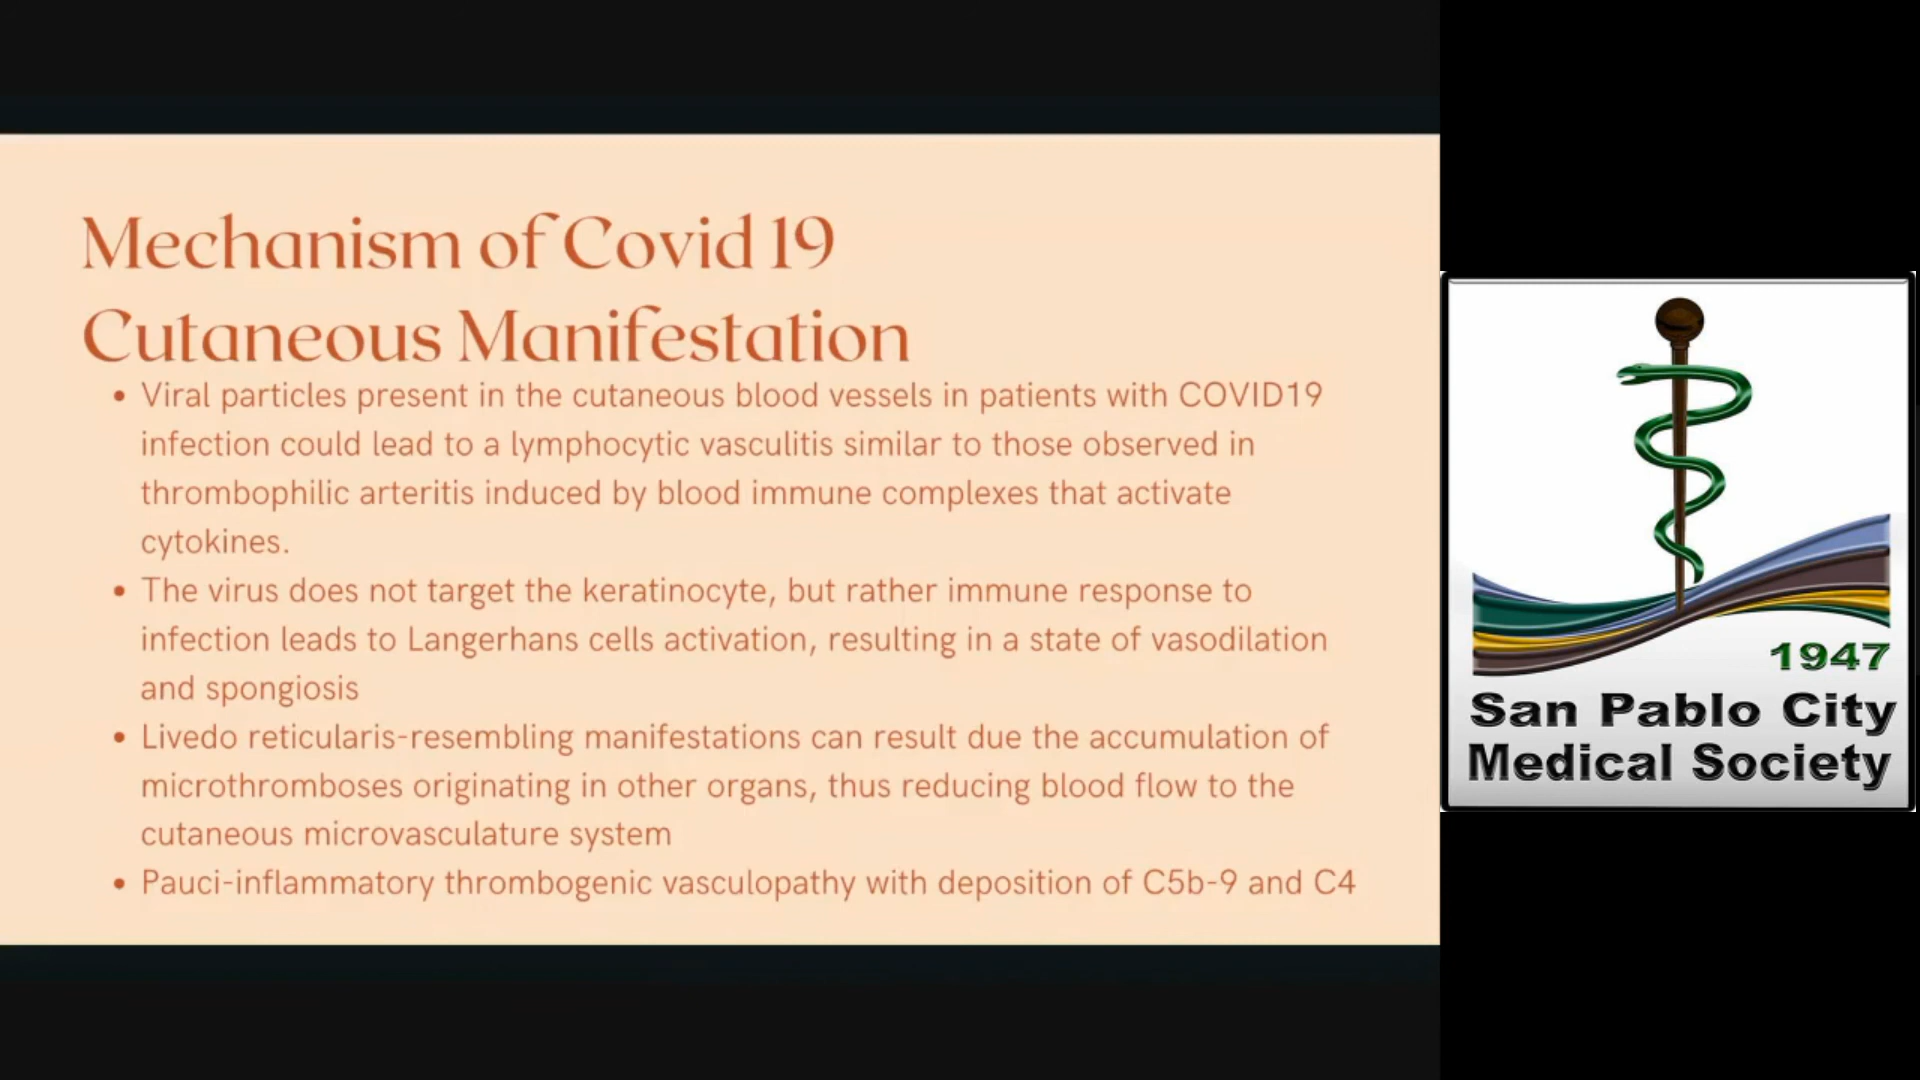 Mechanism of Covid 19
Cutaneous Manifestation
• Viral particles present in the cutaneous blood vessels in patients with COVID19
infection could lead to a lymphocytic vasculitis similar to those observed in
thrombophilic arteritis induced by blood immune complexes that activate
cytokines.
• The virus does not target the keratinocyte, but rather immune response to
infection leads to Langerhans cells activation, resulting in a state of vasodilation
and spongiosis
• Livedo reticularis-resembling manifestations can result due the accumulation of
microthromboses originating in other organs, thus reducing blood flow to the
cutaneous microvasculature system
• Pauci-inflammatory thrombogenic vasculopathy with deposition of C5b-9 and C4
1947
San Pablo City
Medical Society